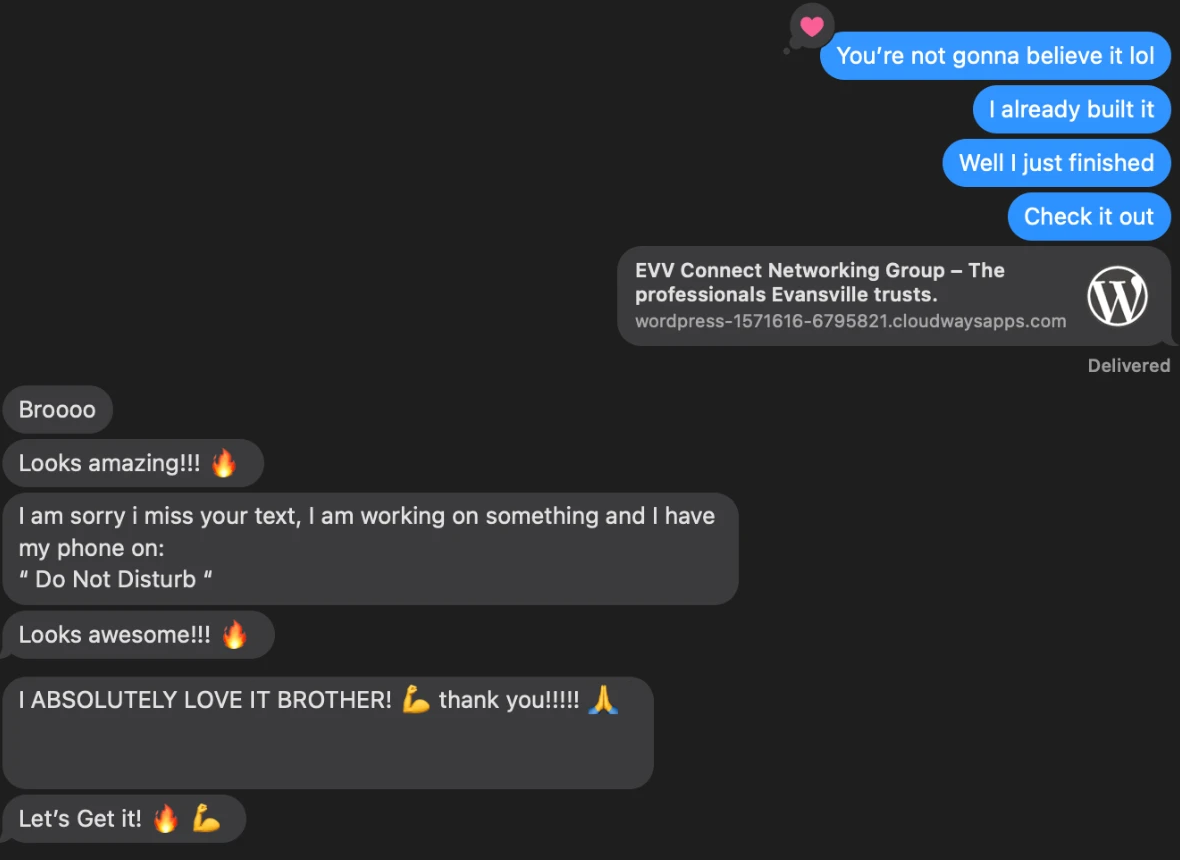 You’re not gonna believe it lol
I already built it
Well I just finished
Check it out
EVV Connect Networking Group – The
professionals Evansville trusts.
wordpress-1571616-6795821.cloudwaysapps.com
Delivered
Broooo
Looks amazing!!! 🔥
I am sorry i miss your text, I am working on something and I have
my phone on:
“ Do Not Disturb “
Looks awesome!!! 🔥
I ABSOLUTELY LOVE IT BROTHER! 💪 thank you!!!!! 🙏
Let’s Get it! 🔥 💪